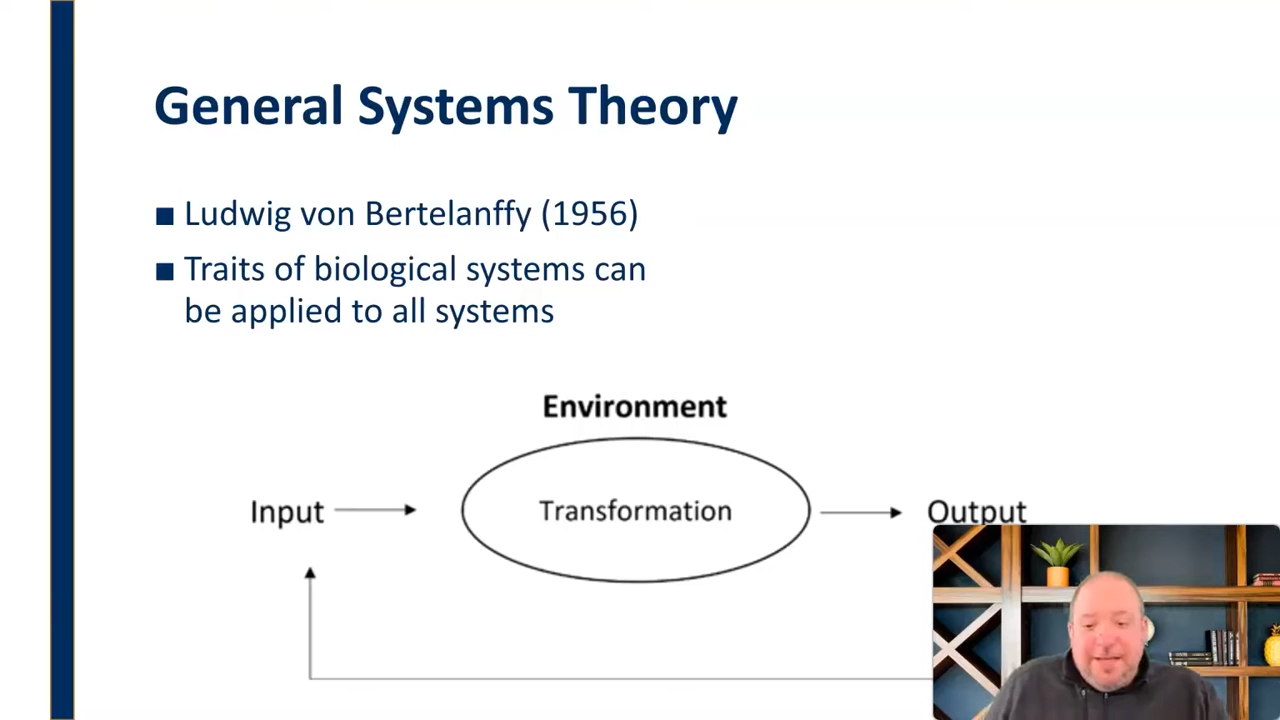 General Systems Theory
Ludwig von Bertelanffy (1956)
Traits of biological systems can
be applied to all systems
Environment
Input
Transformation
Output